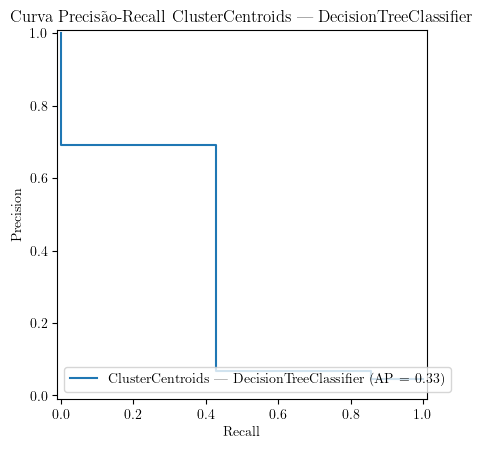 Curva Precisão-Recall ClusterCentroids — DecisionTreeClassifier
1.0
0.8
0.6
0.4
0.2
0.0
Precision
ClusterCentroids — DecisionTreeClassifier (AP = 0.33)
0.0 0.2 0.4 0.6 0.8 1.0
Recall